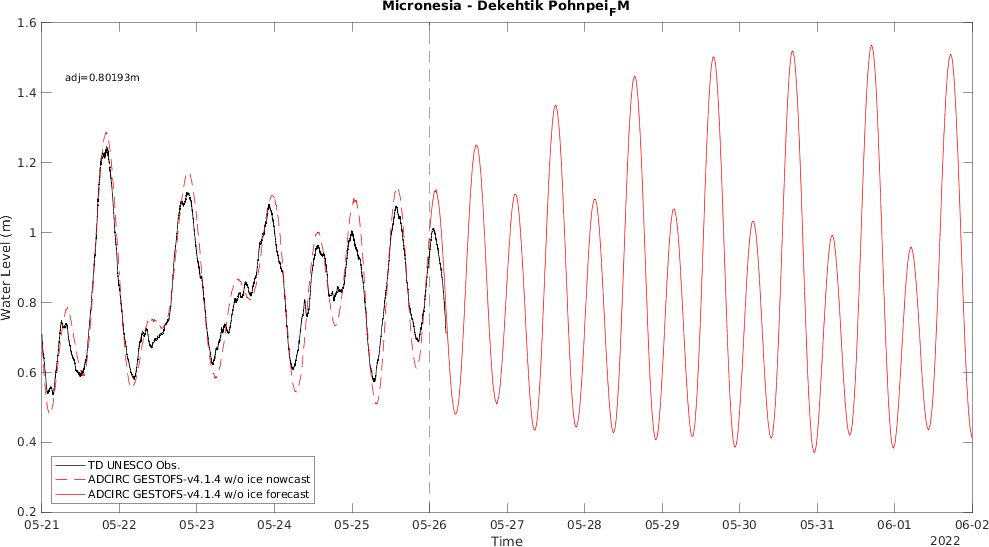 Micronesia - Dekehtik Pohnpei_FM
adj=0.80193m
Water Level (m)
1.6
1.4
1.2
1
0.8
0.6
0.4
0.2
TD UNESCO Obs.
ADCIRC GESTOFS-v4.1.4 w/o ice nowcast
ADCIRC GESTOFS-v4.1.4 w/o ice forecast
05-21 05-22 05-23 05-24 05-25 05-26 05-27 05-28 05-29 05-30 05-31 06-01 06-02
Time
2022